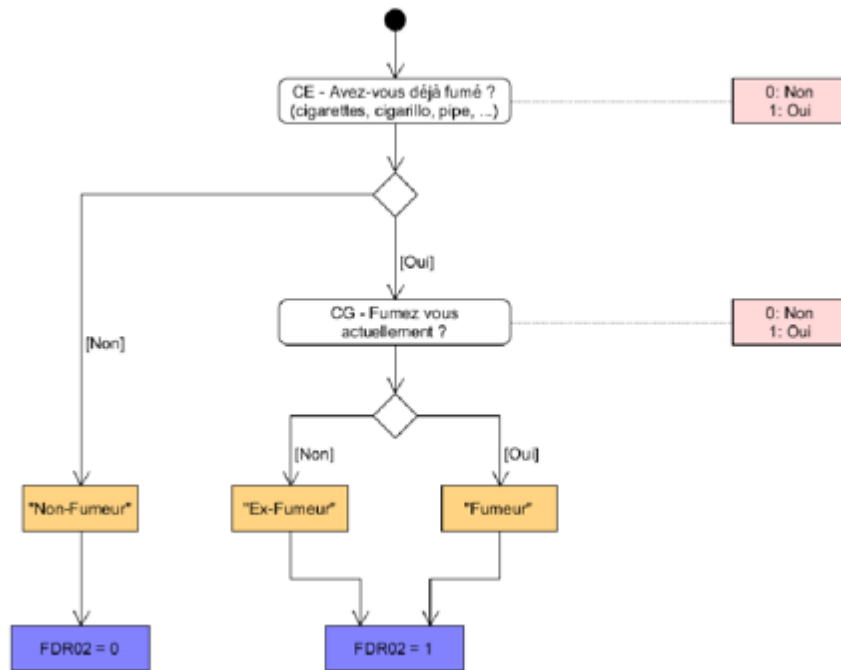 CE - Avez-vous déjà fumé ?
(cigarettes, cigarillo, pipe, ...)
0: Non
1: Oui
[Oui]
[Non]
CG - Fumez vous
actuellement ?
0: Non
1: Oui
[Non]
[Oui]
"Non-Fumeur"
"Ex-Fumeur"
"Fumeur"
FDR02 = 0
FDR02 = 1